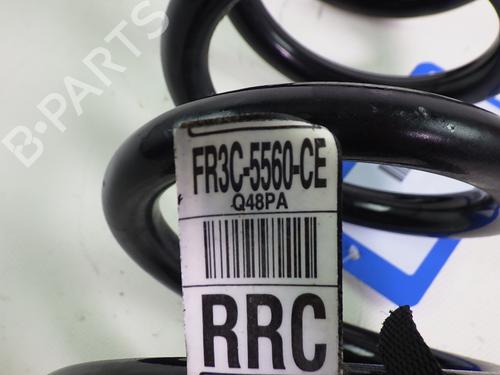 B-PARTS
FR3C-5560-CE
Q48PA
RRC